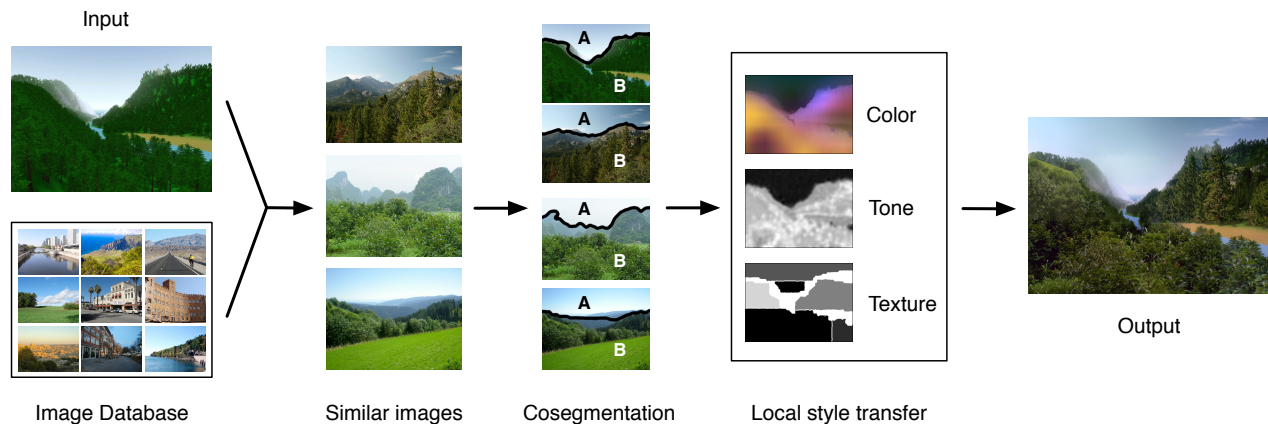 Input
A
B
A
B
A
B
A
B
Color
Tone
Texture
Output
Image Database
Similar images
Cosegmentation
Local style transfer